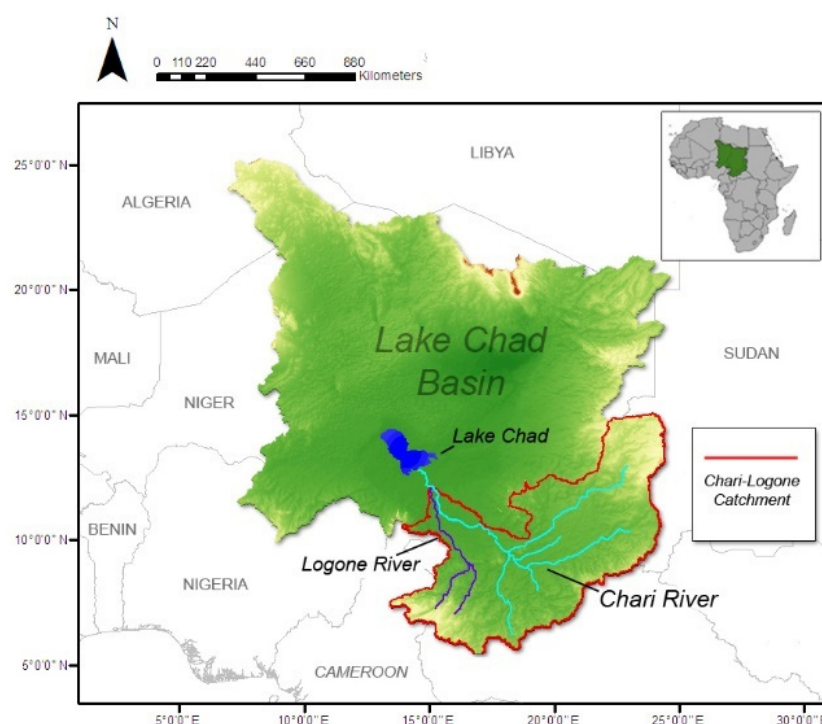 N
0 110 220 440 660 880
Kilometers
LIBYA
25°0'0" N
ALGERIA
20°0'0" N
Lake Chad
Basin
SUDAN
MALI
NIGER
15°0'0" N
Lake Chad
Chari-Logone
Catchment
BENIN
10°0'0" N
Logone River
NIGERIA
Chari River
5°0'0" N
CAMEROON
5°0'0"E 10°0'0"E 15°0'0"E 20°0'0"E 25°0'0"E 30°0'0"E